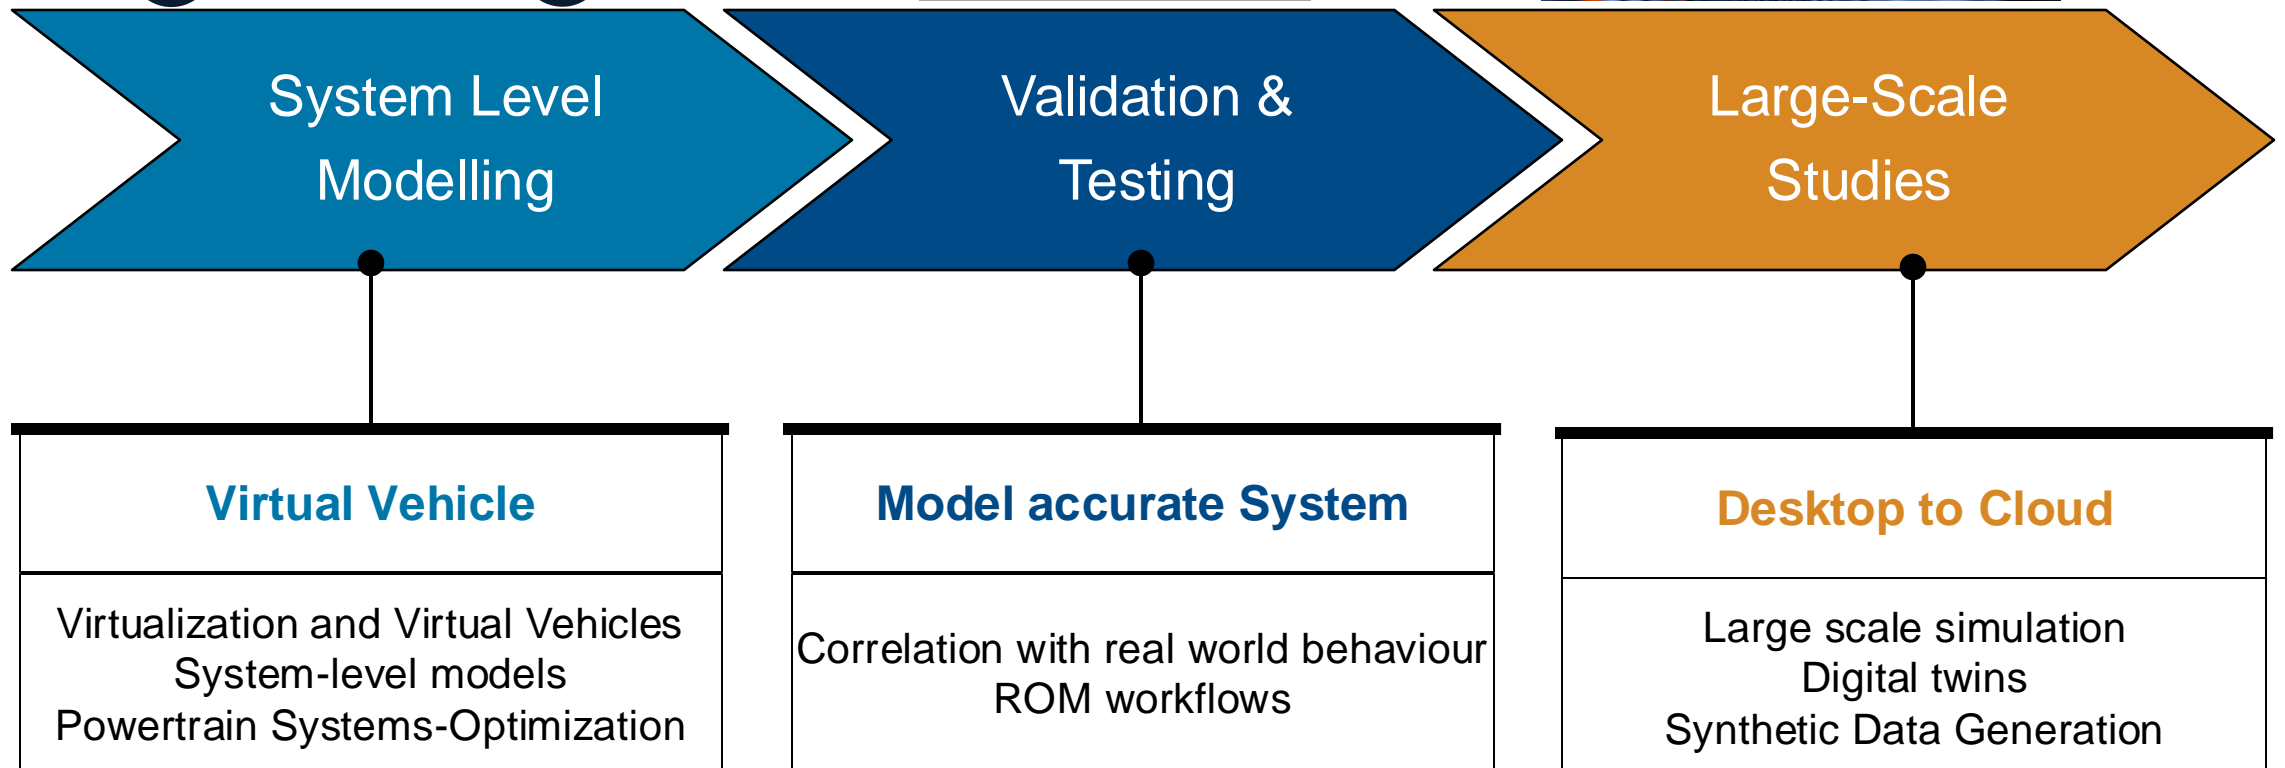 System Level
Modelling
Validation &
Testing
Large-Scale
Studies
Virtual Vehicle
Virtualization and Virtual Vehicles
System-level models
Powertrain Systems-Optimization
Model accurate System
Correlation with real world behaviour
ROM workflows
Desktop to Cloud
Large scale simulation
Digital twins
Synthetic Data Generation